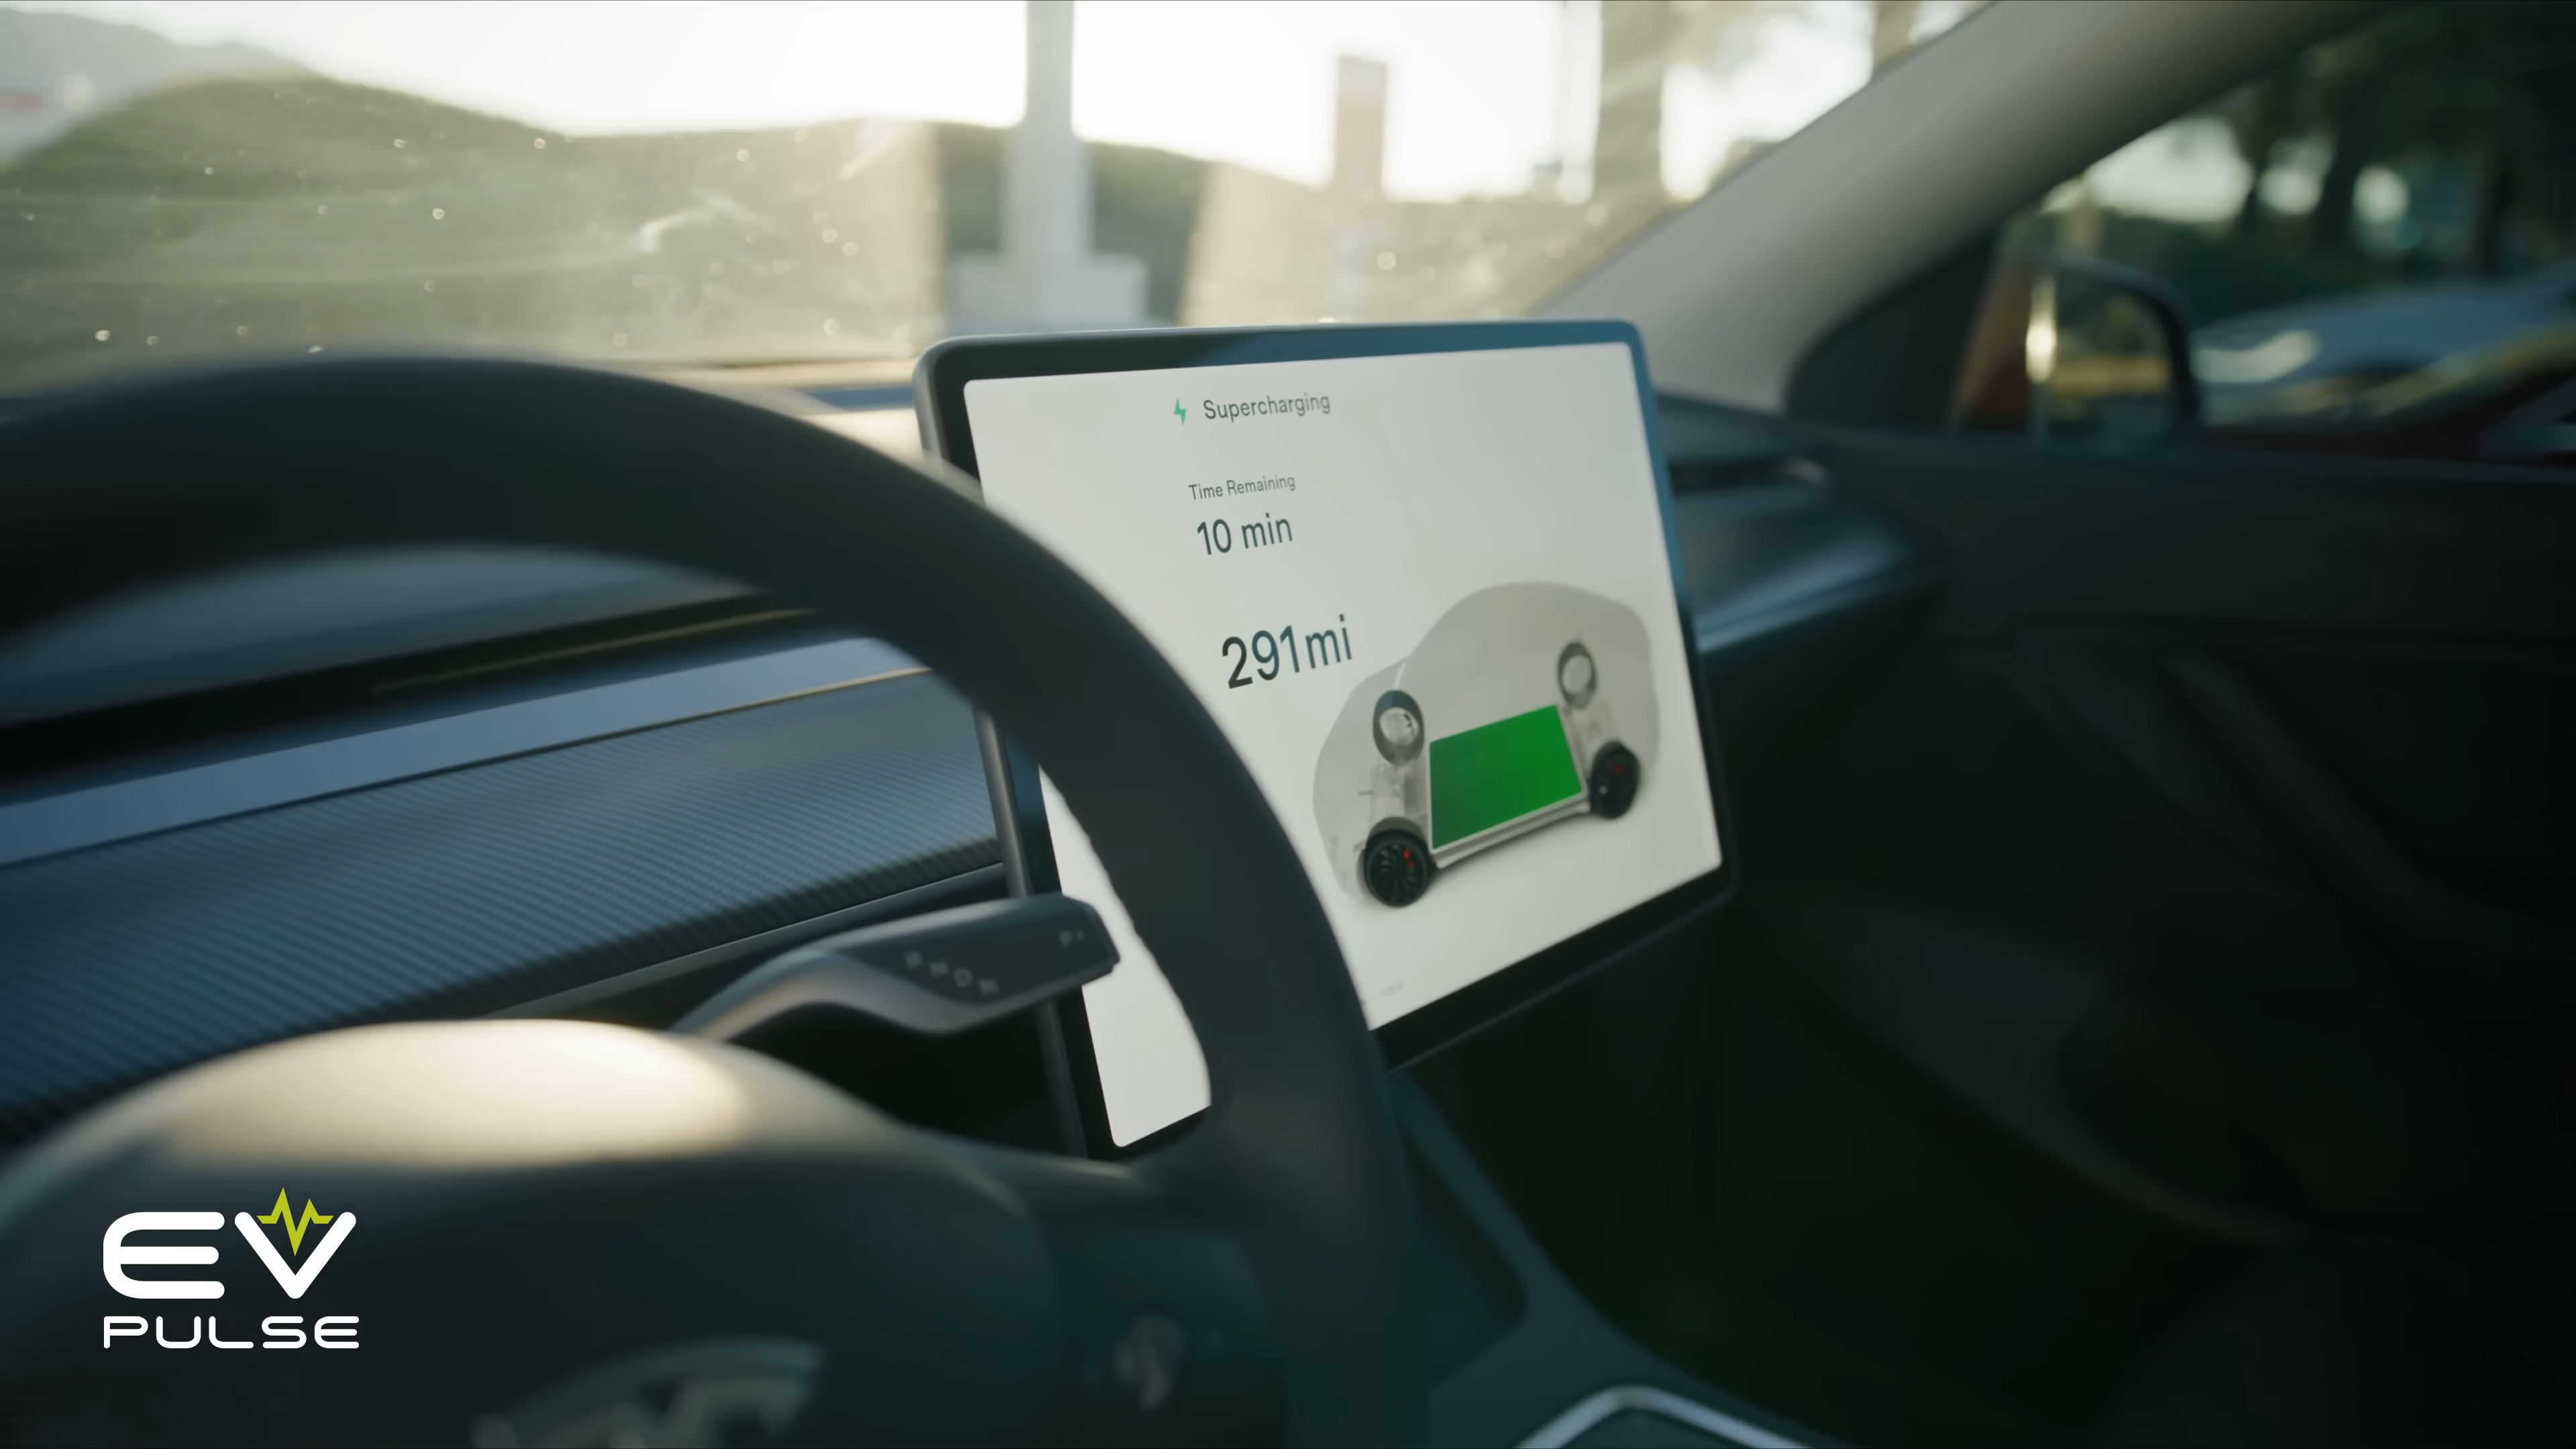 Supercharging
Time Remaining
10 min
291mi
R N D R
P
EV
PULSE